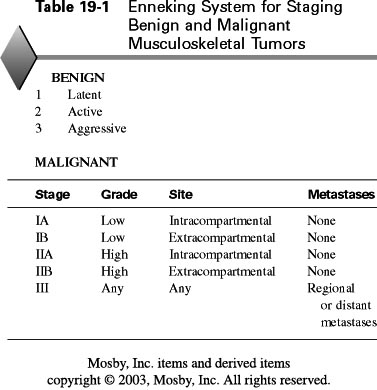 Table 19-1 Enneking System for Staging
Benign and Malignant
Musculoskeletal Tumors
BENIGN
1 Latent
2 Active
3 Aggressive
MALIGNANT
Stage Grade Site Metastases
IA Low Intracompartmental None
IB Low Extracompartmental None
IIA High Intracompartmental None
IIB High Extracompartmental None
III Any Any Regional
or distant
metastases
Mosby, Inc. items and derived items
copyright © 2003, Mosby, Inc. All rights reserved.